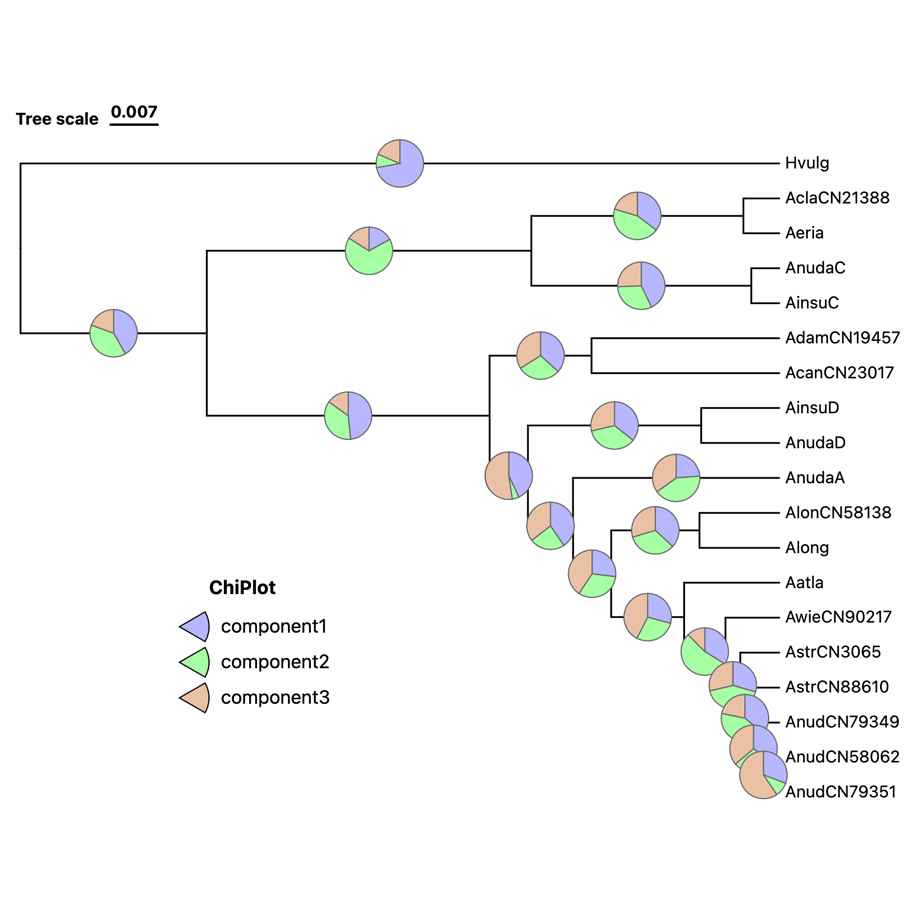 Tree scale 0.007
Hvulg
AclaCN21388
Aeria
AnudaC
AinsuC
AdamCN19457
AcanCN23017
AinsuD
AnudaD
AnudaA
AlonCN58138
Along
Aatla
AwieCN90217
AstrCN3065
AstrCN88610
AnudCN79349
AnudCN58062
AnudCN79351
ChiPlot
component1
component2
component3